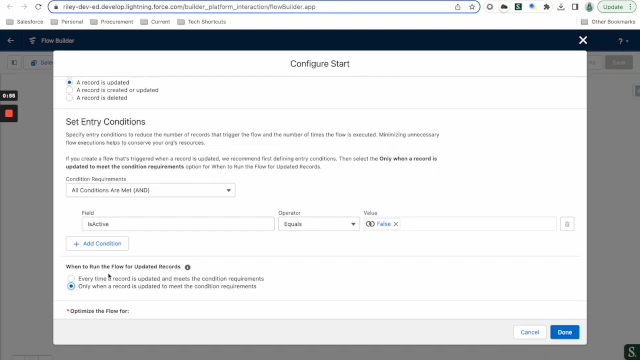 riley-dev-ed.develop.lightning.force.com/builder_platform_interaction/flowBuilder.app
Update
Salesforce
Personal
Procurement
Current
Tech Shortcuts
Other Bookmarks
Flow Builder
?
Selec
Save
0:55
Configure Start
A record is updated
A record is created or updated
A record is deleted
Set Entry Conditions
Specify entry conditions to reduce the number of records that trigger the flow and the number of times the flow is executed. Minimizing unnecessary
flow executions helps to conserve your org's resources.
If you create a flow that's triggered when a record is updated, we recommend first defining entry conditions. Then select the Only when a record is
updated to meet the condition requirements option for When to Run the Flow for Updated Records.
Condition Requirements
All Conditions Are Met (AND)
Field
Operator
Value
IsActive
Equals
False
+ Add Condition
When to Run the Flow for Updated Records
Every time a record is updated and meets the condition requirements
Only when a record is updated to meet the condition requirements
* Optimize the Flow for:
Cancel
Done
S